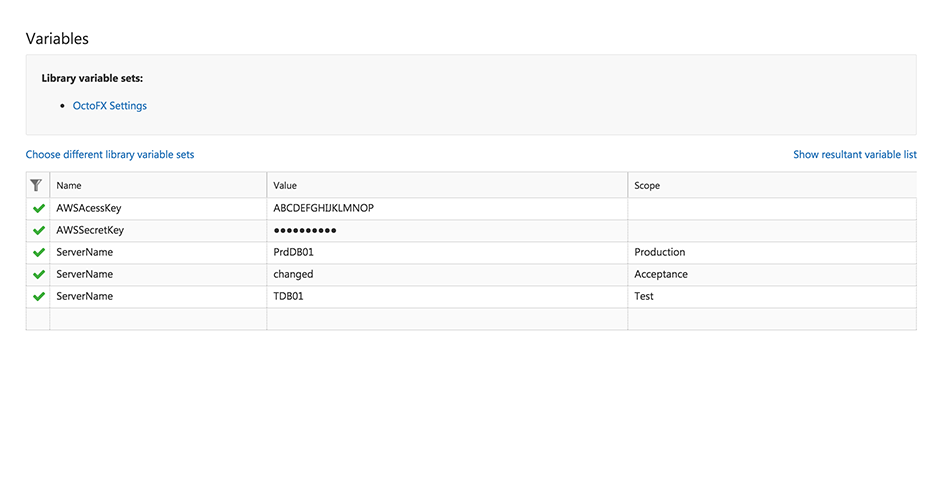 Variables
Library variable sets:
• OctoFX Settings
Choose different library variable sets Show resultant variable list
Name Value Scope
AWSAcessKey ABCDEFGHIJKLMNOP
AWSSecretKey ●●●●●●●●●●
ServerName PrdDB01 Production
ServerName changed Acceptance
ServerName TDB01 Test